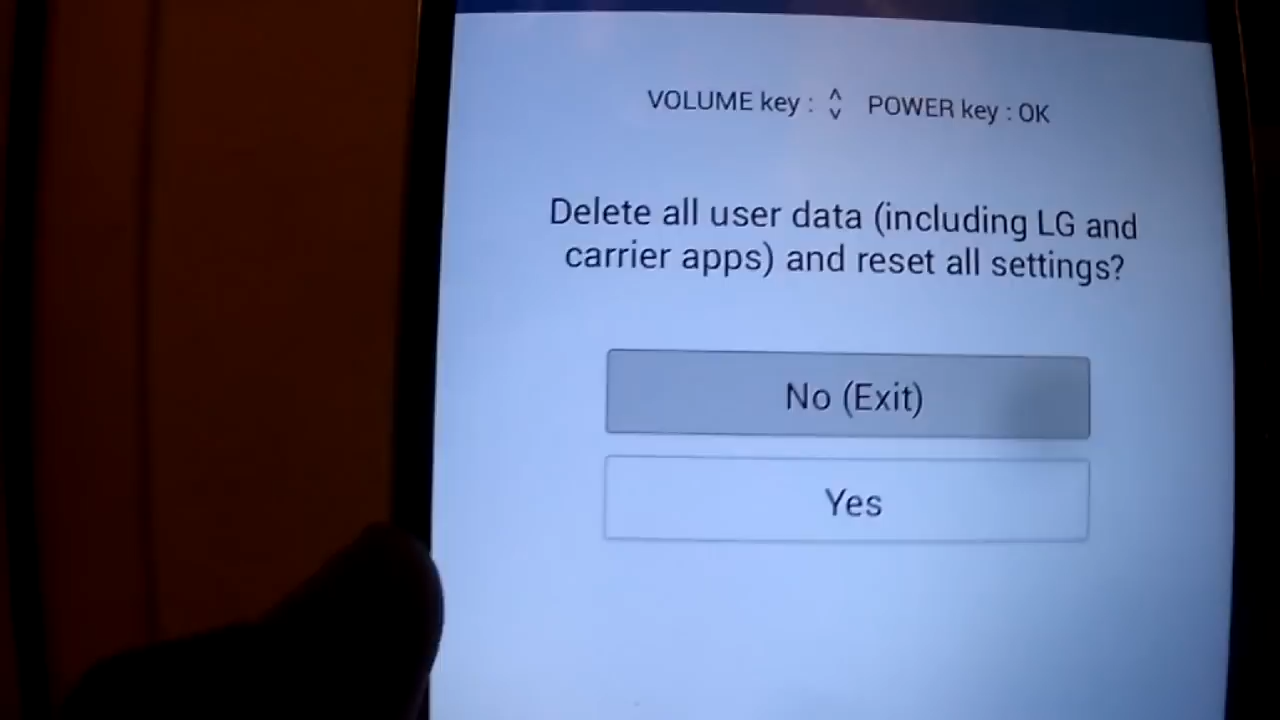 VOLUME key : ^ v POWER key : OK
Delete all user data (including LG and
carrier apps) and reset all settings?
No (Exit)
Yes